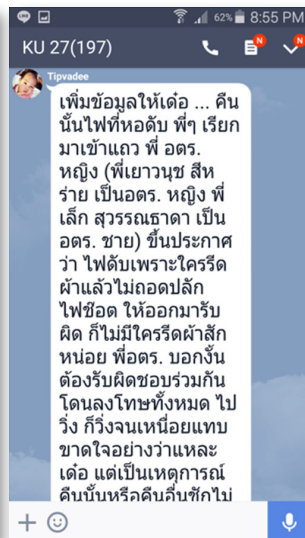 62% 8:55 PM
KU 27(197)
N N
Tipvadee
เพิ่มข้อมูลให้เด๋อ ... คืน
นั้นไฟที่หอดับ พี่ๆ เรียก
มาเข้าแถว พี่ อตร.
หญิง (พี่เยาวนุช สีห
ร่าย เป็นอตร. หญิง พี่
เล็ก สุวรรณธาดา เป็น
อตร. ชาย) ขึ้นประกาศ
ว่า ไฟดับเพราะใครรีด
ผ้าแล้วไม่ถอดปลั๊ก
ไฟช๊อต ให้ออกมารับ
ผิด ก็ไม่มีใครรีดผ้าสัก
หน่อย พี่อตร. บอกงั้น
ต้องรับผิดชอบร่วมกัน
โดนลงโทษทั้งหมด ไป
วิ่ง ก็วิ่งจนเหนื่อยแทบ
ขาดใจอย่างว่าแหละ
เด๋อ แต่เป็นเหตุการณ์
คืนนั้นหรือคืนอื่นชักไม่